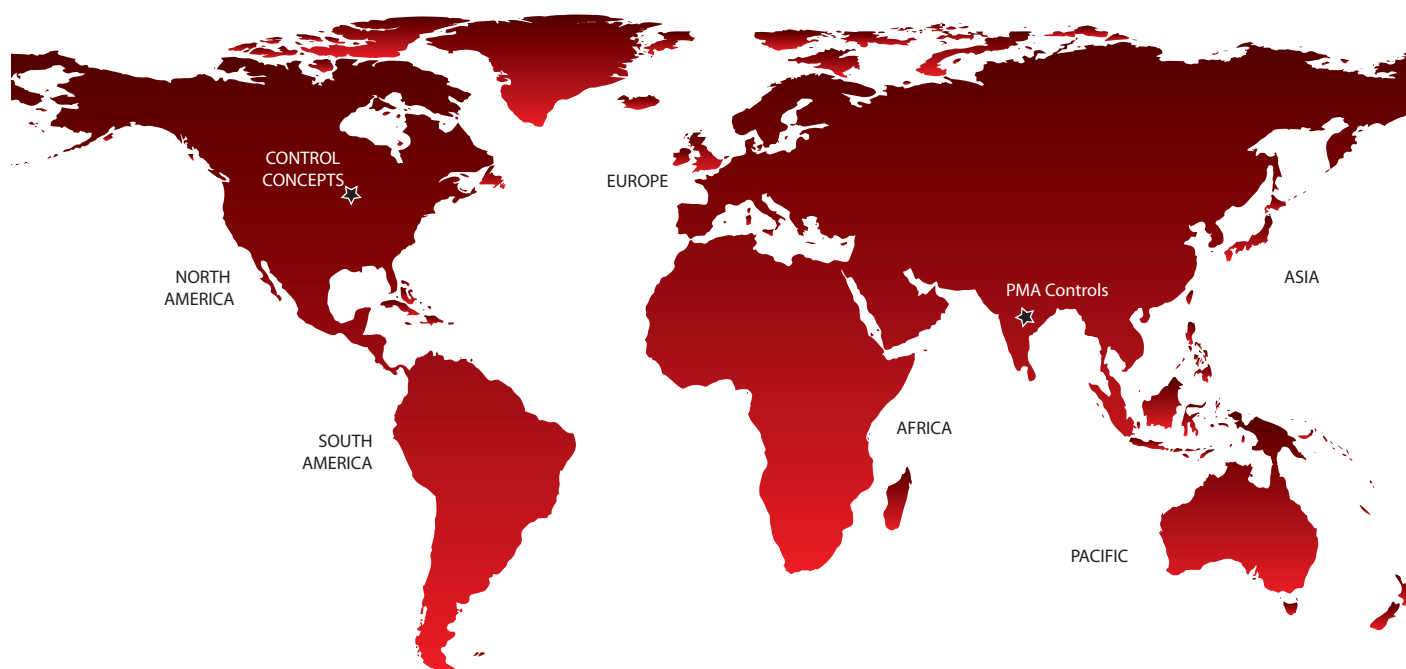 CONTROL
CONCEPTS
EUROPE
NORTH
AMERICA
ASIA
PMA Controls
AFRICA
SOUTH
AMERICA
PACIFIC